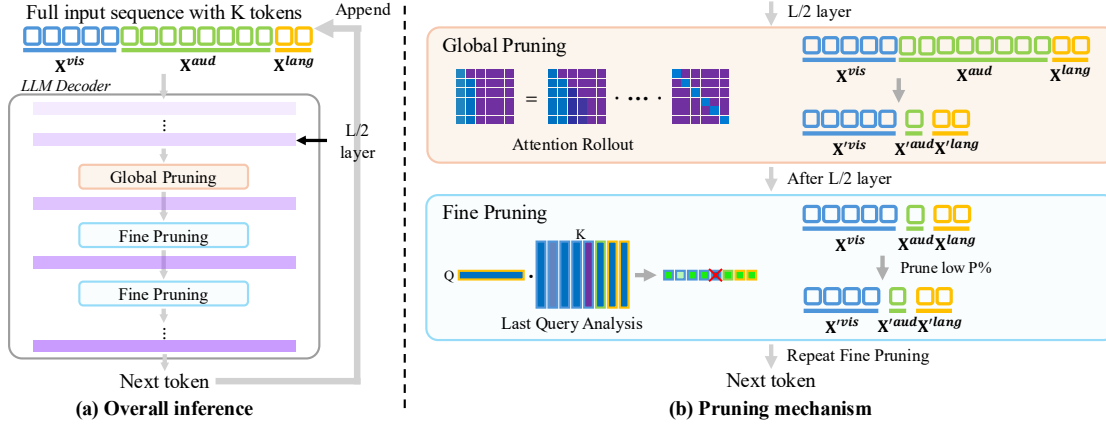 Full input sequence with K tokens
Append
X^vis X^aud X^lang
LLM Decoder
⋮
L/2 layer
Global Pruning
Fine Pruning
Fine Pruning
⋮
Next token
(a) Overall inference
L/2 layer
Global Pruning
X^vis X^aud X^lang
= · ··· ·
Attention Rollout
X'^vis X'^aud X'^lang
After L/2 layer
Fine Pruning
X^vis X^aud X^lang
K
Q ·
Prune low P%
Last Query Analysis
X'^vis X'^aud X'^lang
Repeat Fine Pruning
Next token
(b) Pruning mechanism